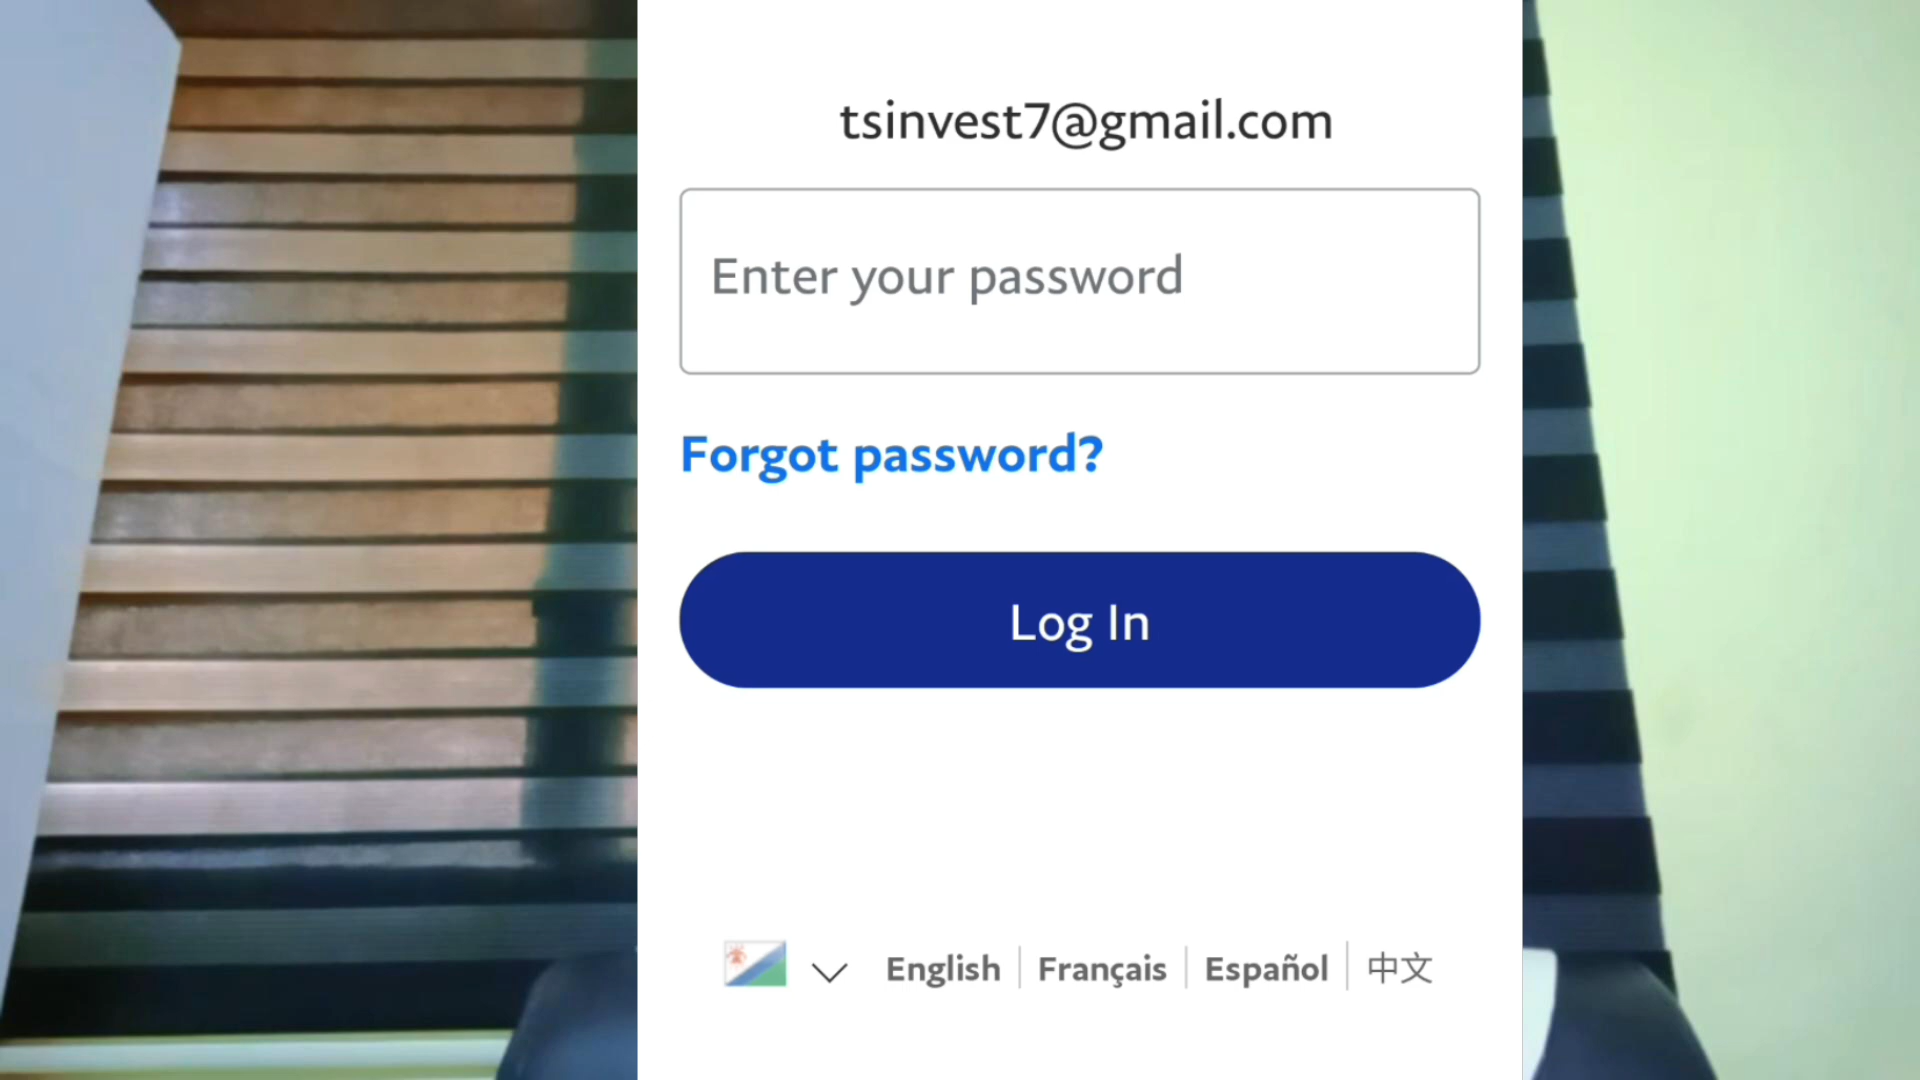 tsinvest7@gmail.com
Enter your password
Forgot password?
Log In
English Français Español 中文